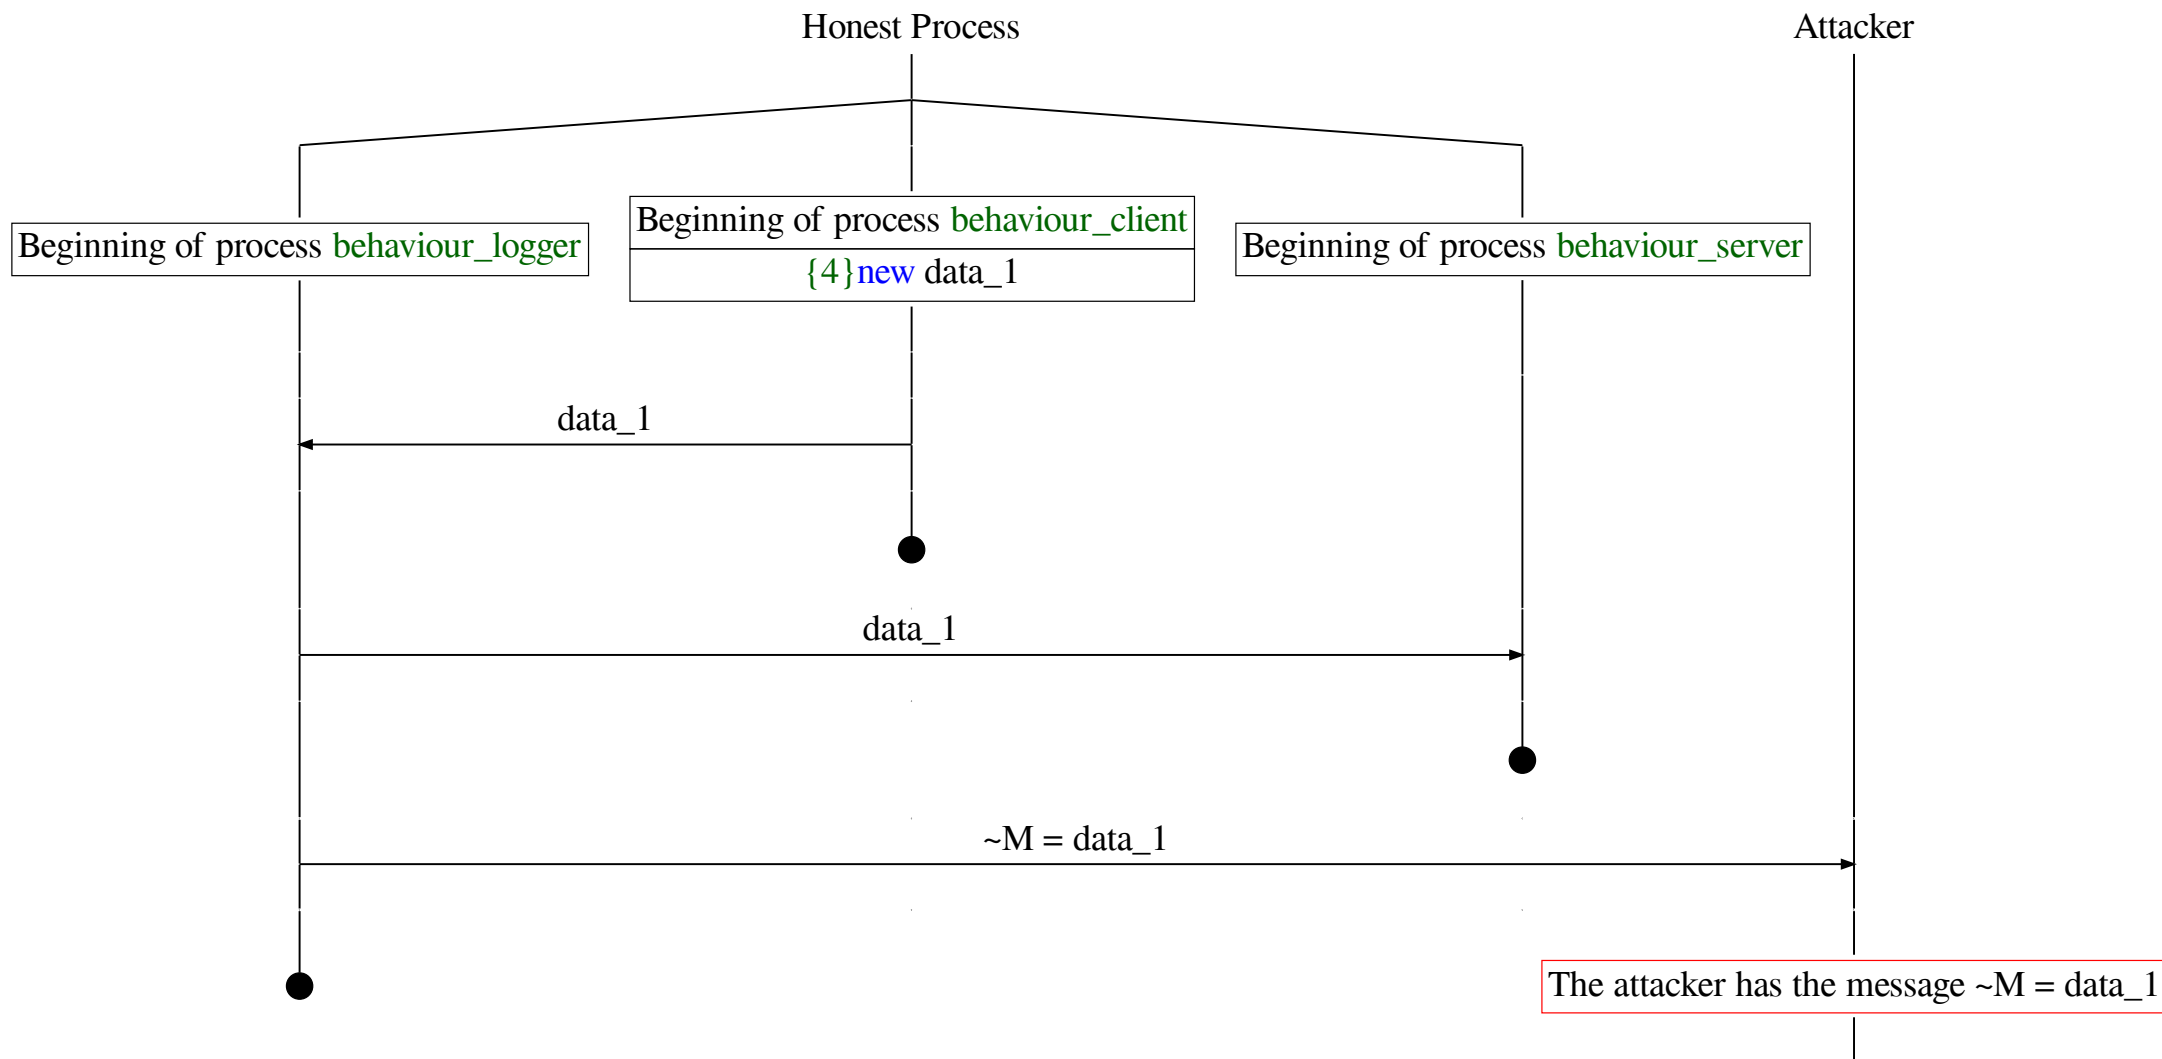 Honest Process
Attacker
Beginning of process behaviour_logger
Beginning of process behaviour_client
{4}new data_1
Beginning of process behaviour_server
data_1
data_1
~M = data_1
The attacker has the message ~M = data_1